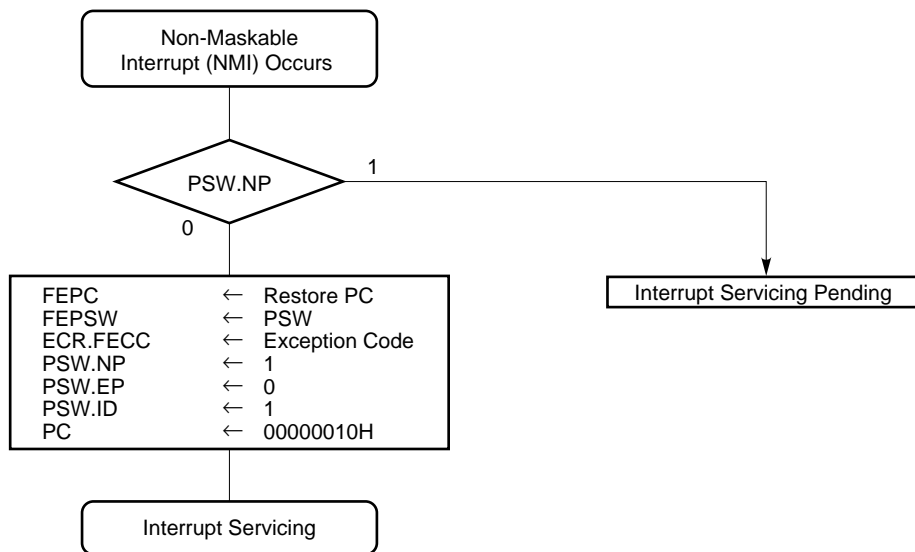 Non-Maskable
Interrupt (NMI) Occurs
PSW.NP
1
0
FEPC ← Restore PC
FEPSW ← PSW
ECR.FECC ← Exception Code
PSW.NP ← 1
PSW.EP ← 0
PSW.ID ← 1
PC ← 00000010H
Interrupt Servicing Pending
Interrupt Servicing